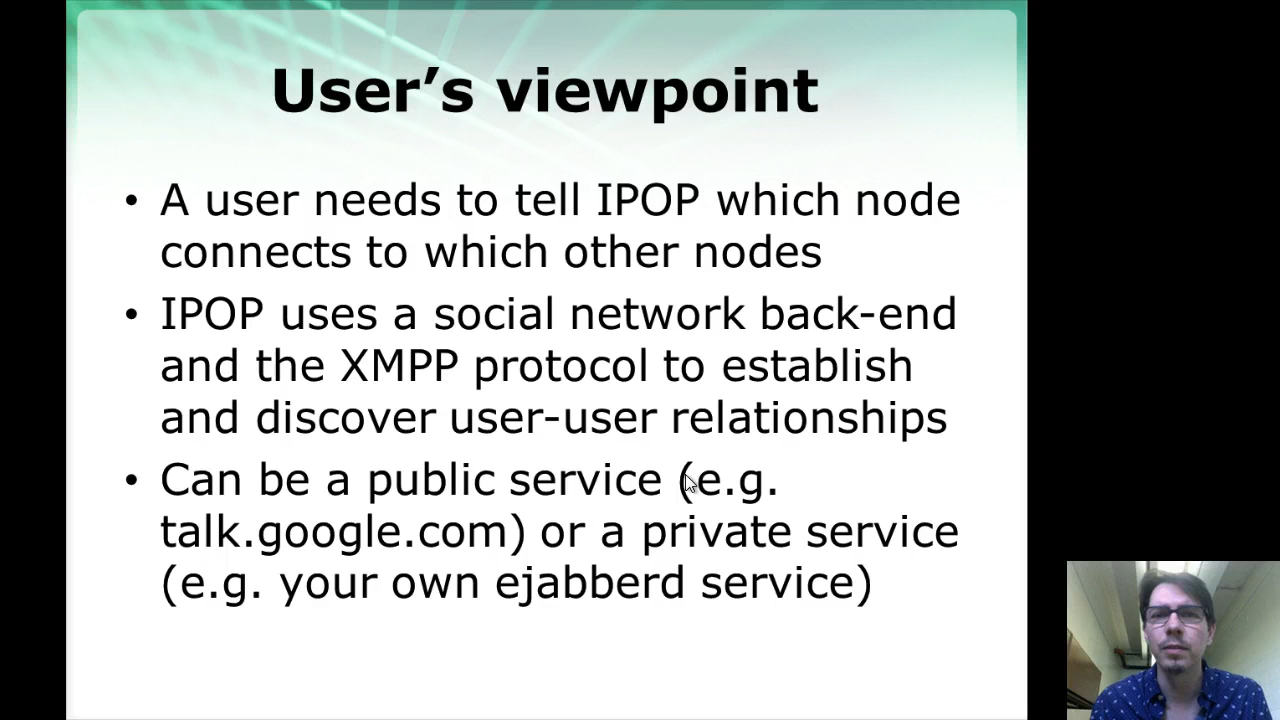 User’s viewpoint
• A user needs to tell IPOP which node
connects to which other nodes
• IPOP uses a social network back-end
and the XMPP protocol to establish
and discover user-user relationships
• Can be a public service (e.g.
talk.google.com) or a private service
(e.g. your own ejabberd service)